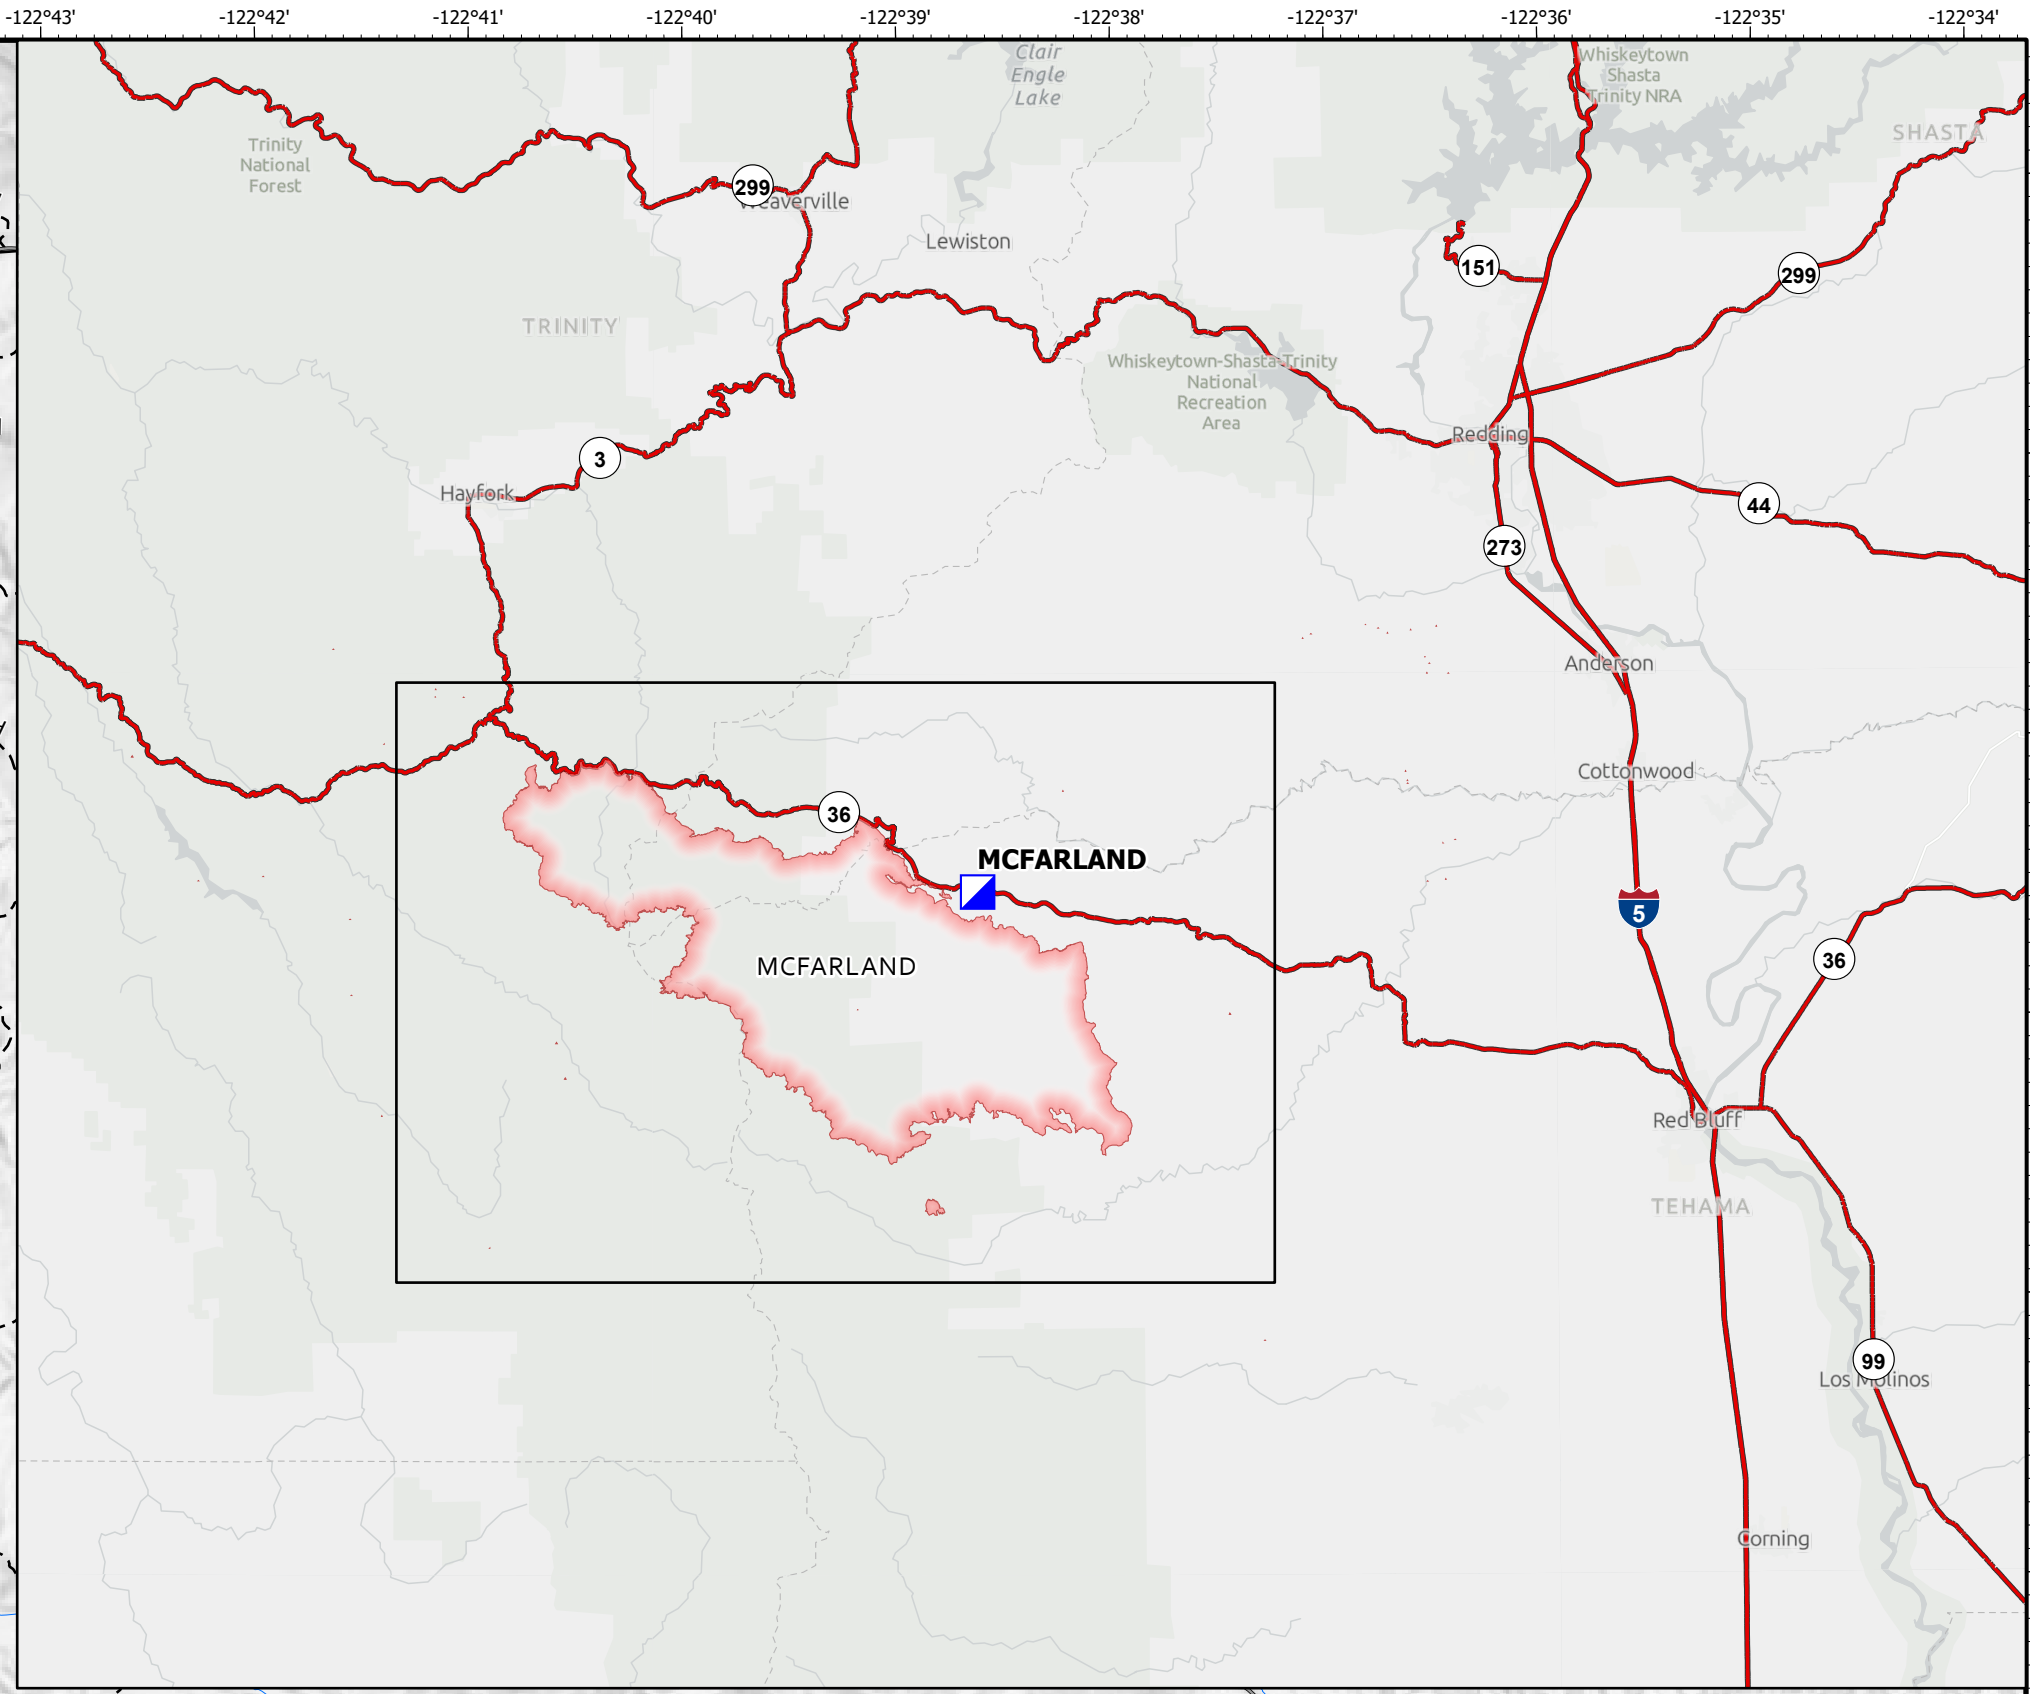 -122°43' -122°42' -122°41' -122°40' -122°39' -122°38' -122°37' -122°36' -122°35' -122°34'
Clair
Engle
Lake
Whiskeytown
Shasta
Trinity NRA
SHASTA
Trinity
National
Forest
299
Weaverville
Lewiston
151
299
TRINITY
Whiskeytown-Shasta-Trinity
National
Recreation
Area
Redding
3
Hayfork
44
273
Anderson
Cottonwood
36
MCFARLAND
5
36
MCFARLAND
Red Bluff
TEHAMA
99
Los Molinos
Corning